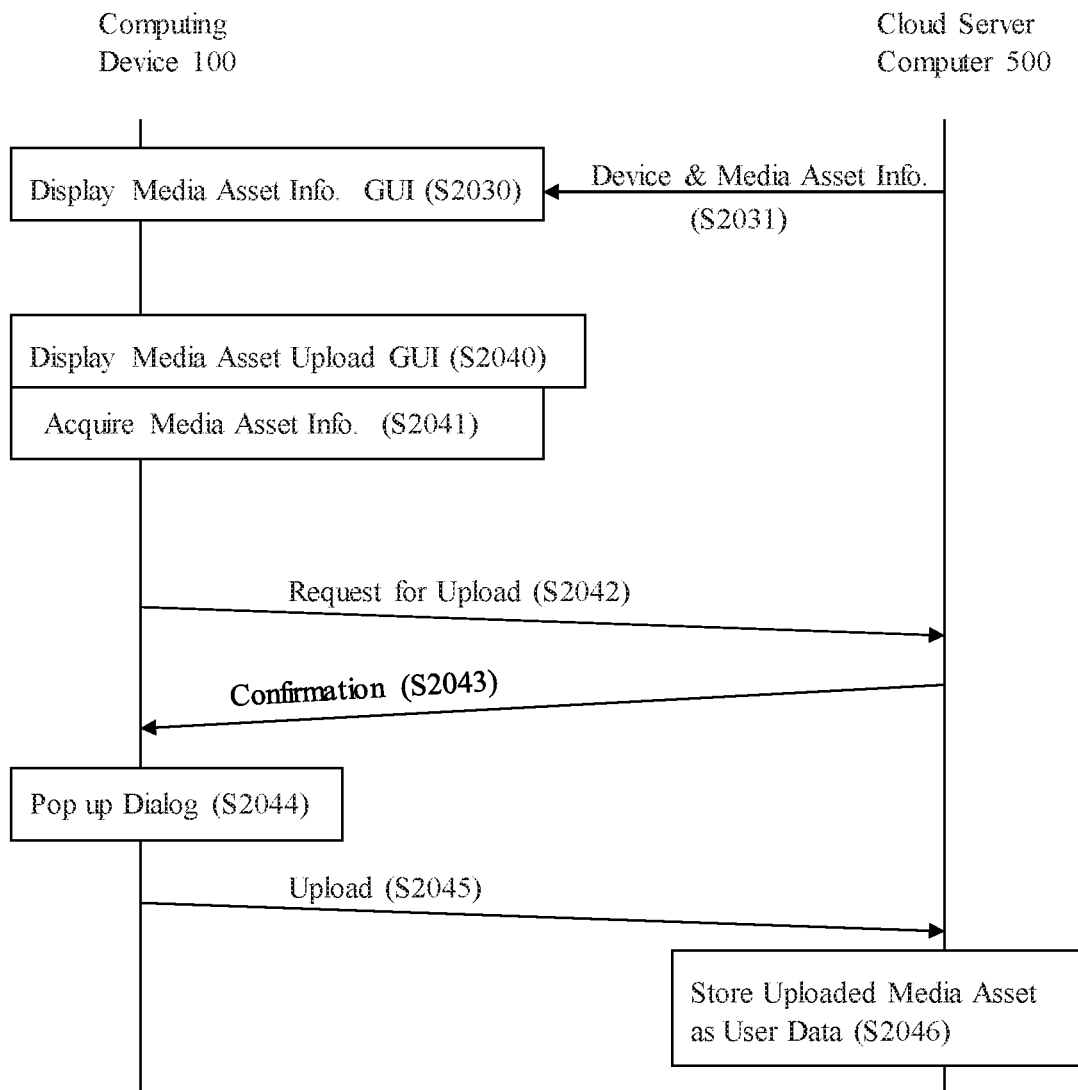 Computing
Device 100
Cloud Server
Computer 500
Display Media Asset Info. GUI (S2030)
Device & Media Asset Info.
(S2031)
Display Media Asset Upload GUI (S2040)
Acquire Media Asset Info. (S2041)
Request for Upload (S2042)
Confirmation (S2043)
Pop up Dialog (S2044)
Upload (S2045)
Store Uploaded Media Asset
as User Data (S2046)